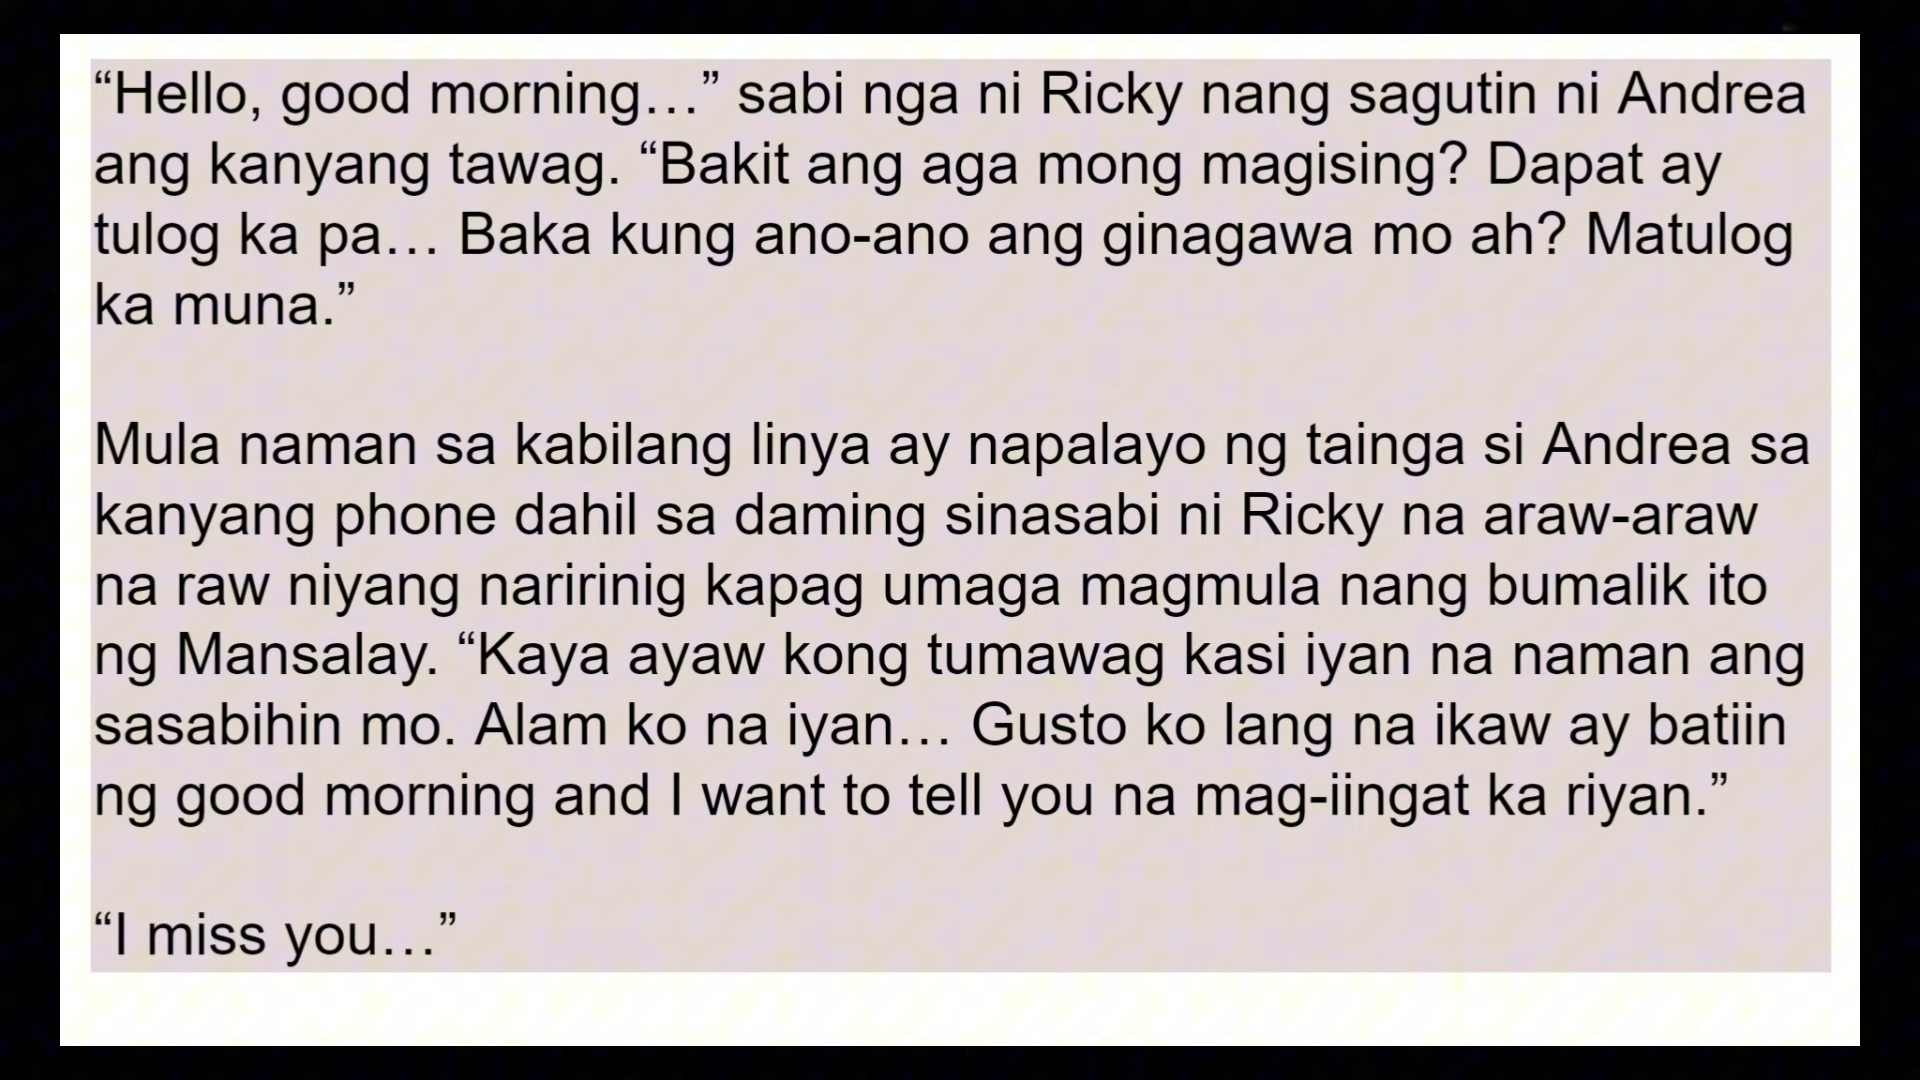 “Hello, good morning…” sabi nga ni Ricky nang sagutin ni Andrea
ang kanyang tawag. “Bakit ang aga mong magising? Dapat ay
tulog ka pa… Baka kung ano-ano ang ginagawa mo ah? Matulog
ka muna.”
Mula naman sa kabilang linya ay napalayo ng tainga si Andrea sa
kanyang phone dahil sa daming sinasabi ni Ricky na araw-araw
na raw niyang naririnig kapag umaga magmula nang bumalik ito
ng Mansalay. “Kaya ayaw kong tumawag kasi iyan na naman ang
sasabihin mo. Alam ko na iyan… Gusto ko lang na ikaw ay batiin
ng good morning and I want to tell you na mag-iingat ka riyan.”
“I miss you…”